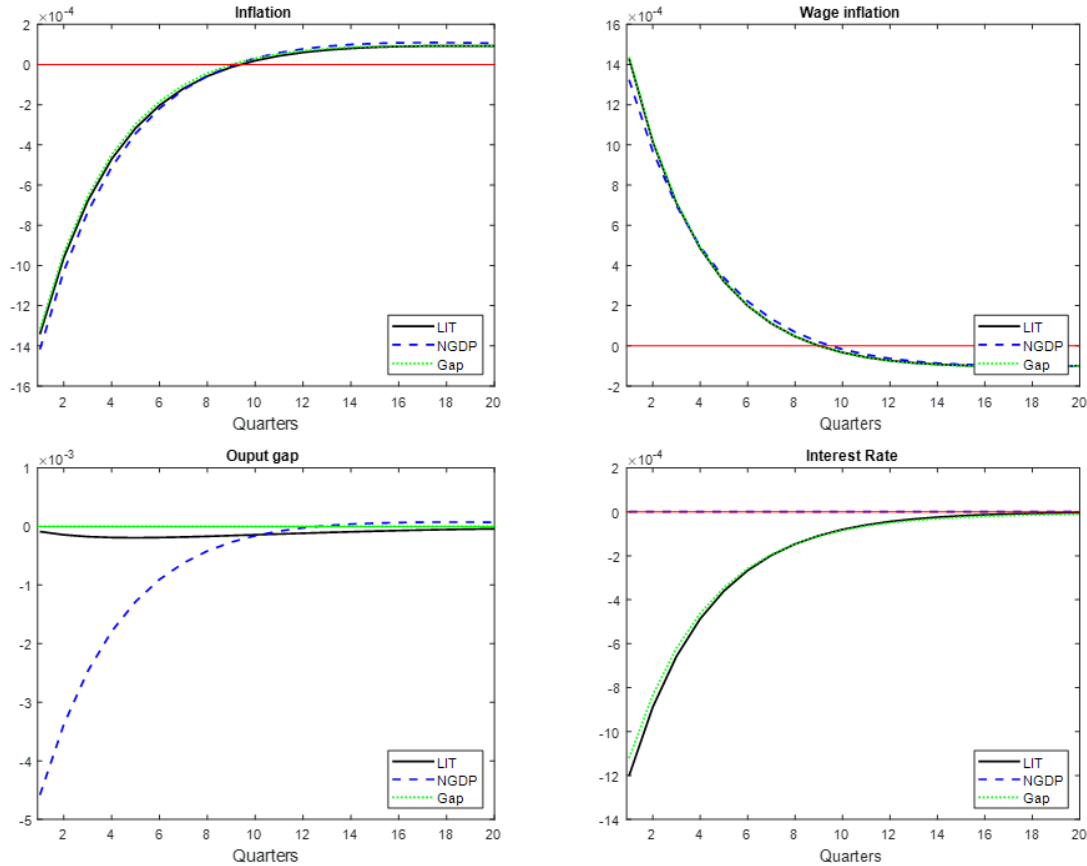 Inflation
×10-4
2
0
-2
-4
-6
-8
-10
-12
-14
-16
2 4 6 8 10 12 14 16 18 20
Quarters
LIT
NGDP
Gap
Wage inflation
×10-4
16
14
12
10
8
6
4
2
0
-2
2 4 6 8 10 12 14 16 18 20
Quarters
LIT
NGDP
Gap
Ouput gap
×10-3
1
0
-1
-2
-3
-4
-5
2 4 6 8 10 12 14 16 18 20
Quarters
LIT
NGDP
Gap
Interest Rate
×10-4
2
0
-2
-4
-6
-8
-10
-12
-14
2 4 6 8 10 12 14 16 18 20
Quarters
LIT
NGDP
Gap